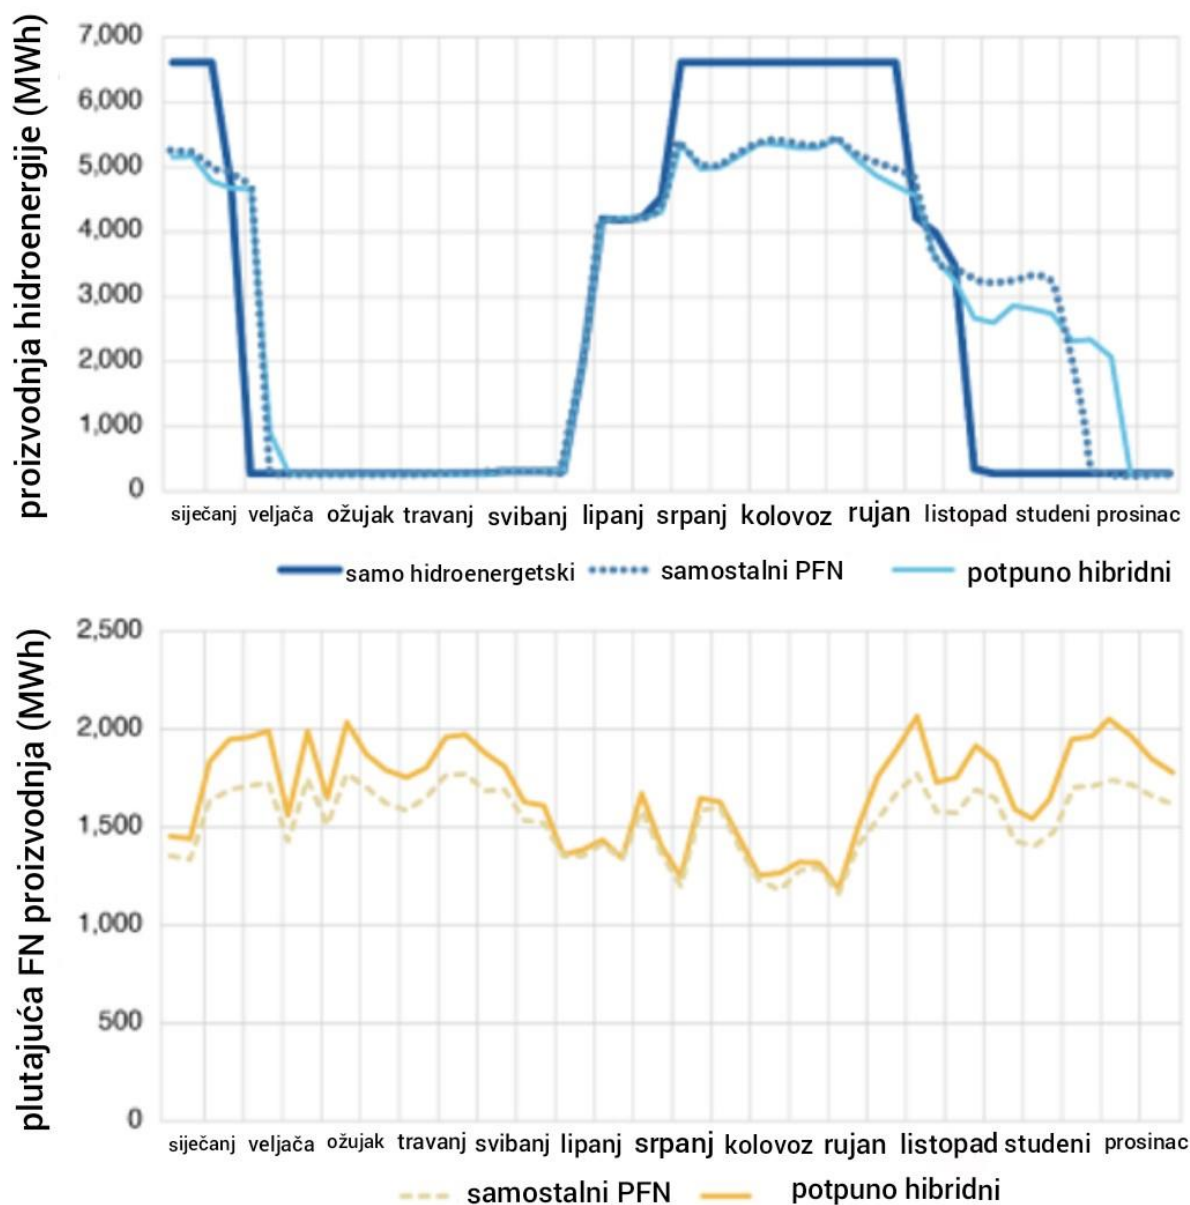 proizvodnja hidroenergije (MWh)
7,000
6,000
5,000
4,000
3,000
2,000
1,000
0
siječanj veljača ožujak travanj svibanj lipanj srpanj kolovoz rujan listopad studeni prosinac
samo hidroenergetski samostalni PFN potpuno hibridni
plutajuća FN proizvodnja (MWh)
2,500
2,000
1,500
1,000
500
0
siječanj veljača ožujak travanj svibanj lipanj srpanj kolovoz rujan listopad studeni prosinac
samostalni PFN potpuno hibridni